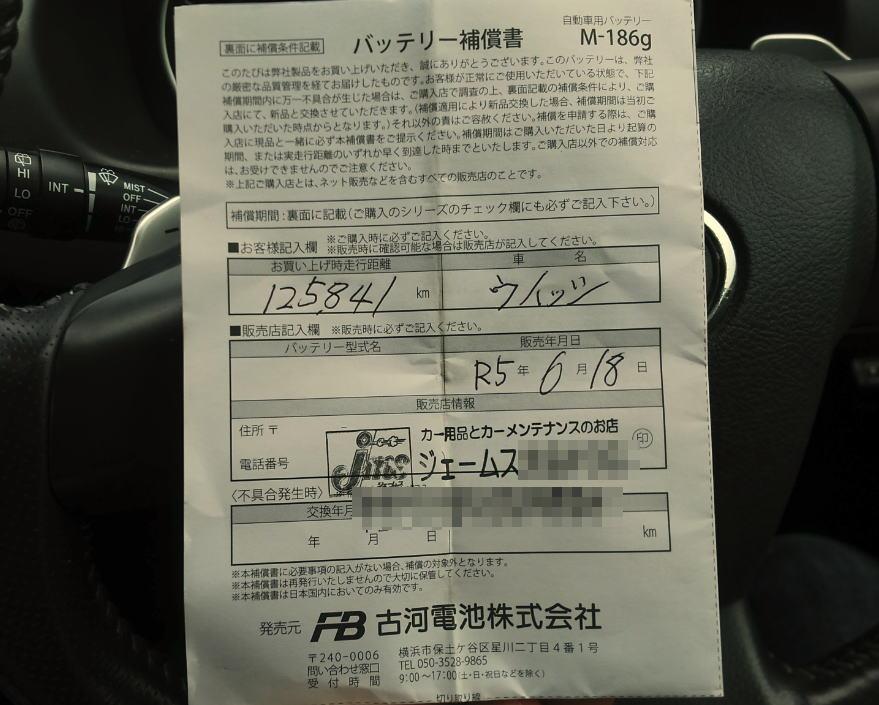 自動車用バッテリー
裏面に補償条件記載 バッテリー補償書 M-186g
このたびは弊社製品をお買い上げいただき、誠にありがとうございます。このバッテリーは、弊社
の厳密な品質管理を経てお届けしたものです。お客様が正常にご使用いただいている状態で、下記
補償期間内に万一不具合が生じた場合は、ご購入店で調査の上、裏面記載の補償条件により、ご購
入店にて、新品と交換させていただきます。(補償適用により新品交換した場合、補償期間は当初ご
購入いただいた時点からとなります。)それ以外の責はご容赦ください。補償を申請する際は、ご購
入店に現品と一緒に必ず本補償書をご提示ください。補償期間はご購入いただいた日より起算の
期間、または実走行距離のいずれか早く到達した時までといたします。ご購入店以外での補償対応
は、お受けできませんのでご注意ください。
※上記ご購入店とは、ネット販売などを含むすべての販売店のことです。
補償期間:裏面に記載(ご購入のシリーズのチェック欄にも必ずご記入下さい。)
■お客様記入欄 ※ご購入時に必ずご記入ください。
※販売時に確認可能な場合は販売店が記入してください。
お買い上げ時走行距離 車名
125,841 km ウィッシュ
■販売店記入欄 ※販売時に必ずご記入ください。
バッテリー型式名 販売年月日
R5年 6月 18日
販売店情報
住所 〒
カー用品とカーメンテナンスのお店
印
電話番号
Jms
ジェームス
〈不具合発生時〉
交換年月
年 月 日 km
※本補償書に必要事項の記入がない場合、補償の対象外となります。
※本補償書は再発行いたしませんので大切に保管してください。
※本補償書は日本国内においてのみ有効です。
発売元 FB 古河電池株式会社
〒240-0006 横浜市保土ケ谷区星川二丁目4番1号
問い合わせ窓口 TEL 050-3528-9865
受付時間 9:00~17:00(土・日・祝日などを除く)
切り取り線
HI
LO
OFF
INT
MIST
OFF
INT
LO
HI